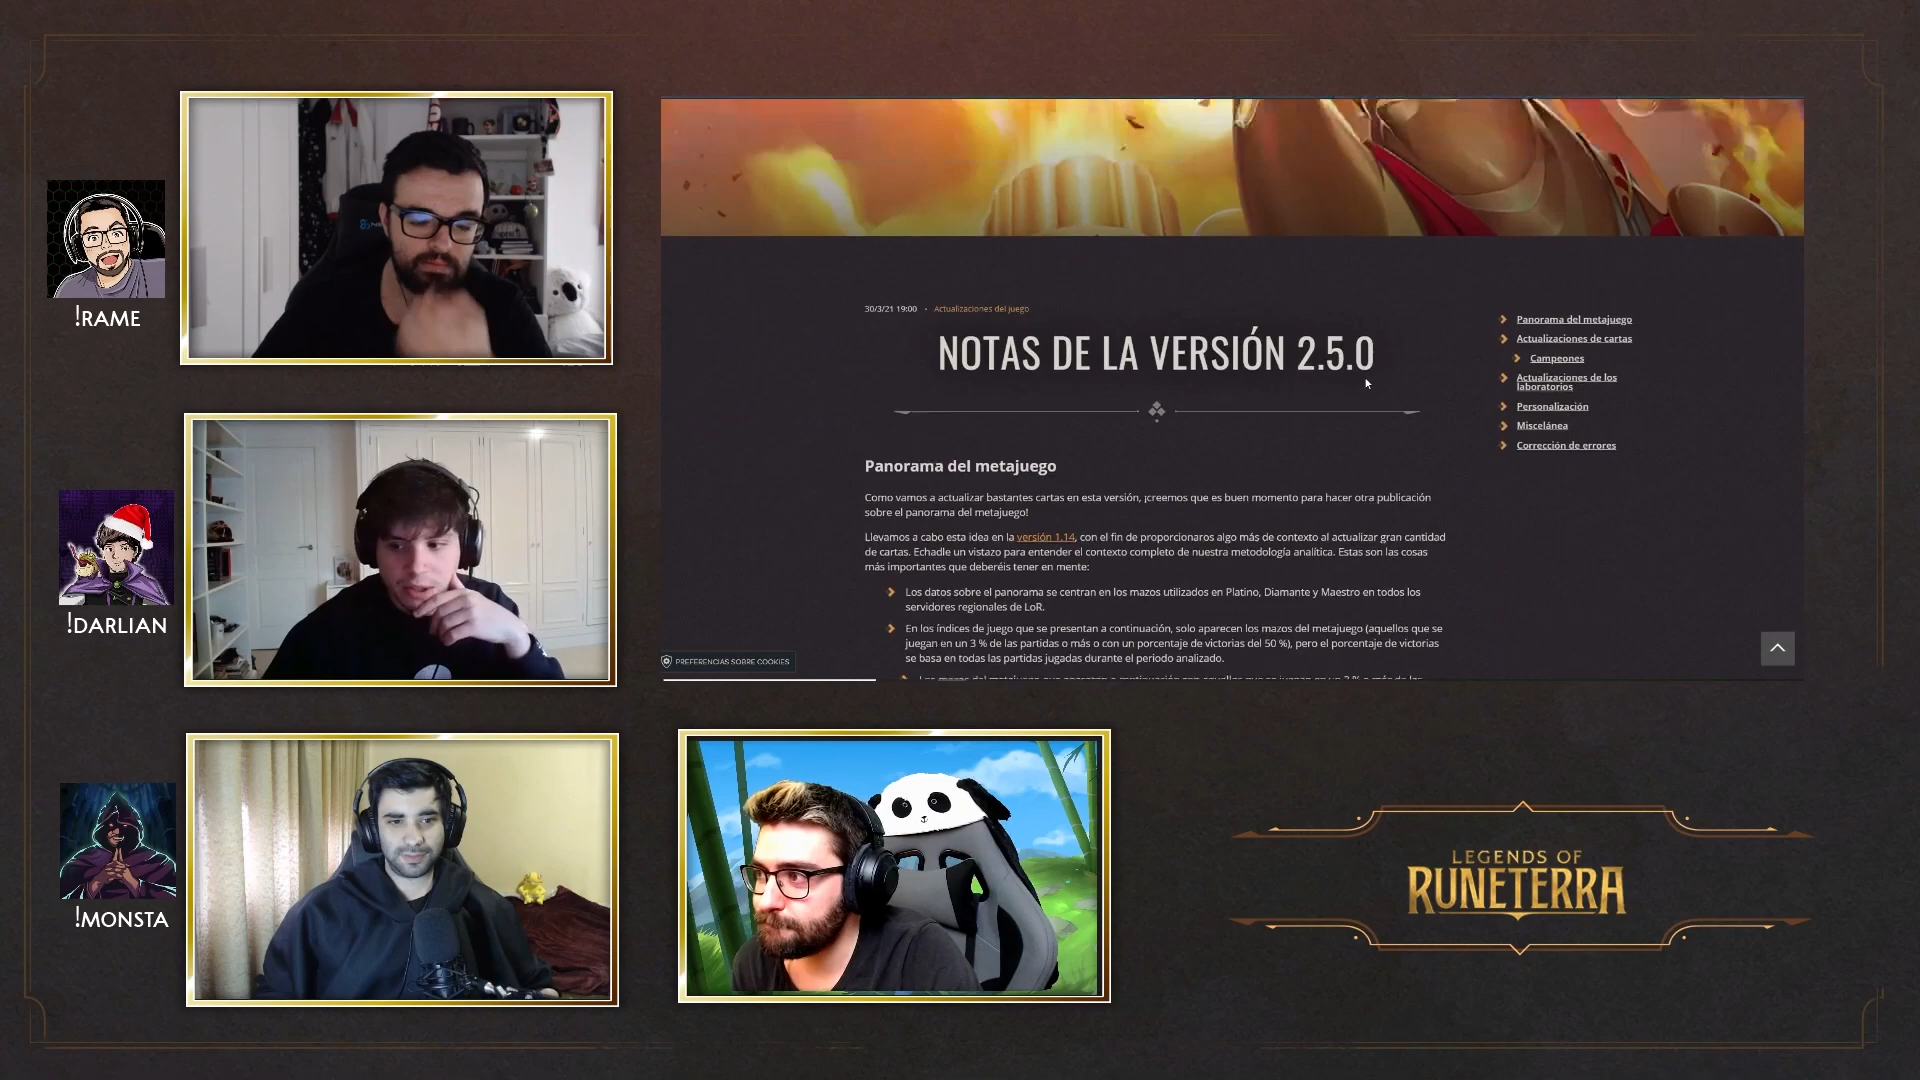 !RAME
!DARLIAN
!MONSTA
30/3/21 19:00 • Actualizaciones del juego
NOTAS DE LA VERSIÓN 2.5.0
Panorama del metajuego
Como vamos a actualizar bastantes cartas en esta versión, ¡creemos que es buen momento para hacer otra publicación
sobre el panorama del metajuego!
Llevamos a cabo esta idea en la versión 1.14, con el fin de proporcionaros algo más de contexto al actualizar gran cantidad
de cartas. Echadle un vistazo para entender el contexto completo de nuestra metodología analítica. Estas son las cosas
más importantes que deberéis tener en mente:
Los datos sobre el panorama se centran en los mazos utilizados en Platino, Diamante y Maestro en todos los
servidores regionales de LoR.
En los índices de juego que se presentan a continuación, solo aparecen los mazos del metajuego (aquellos que se
juegan en un 3 % de las partidas o más o con un porcentaje de victorias del 50 %), pero el porcentaje de victorias
se basa en todas las partidas jugadas durante el periodo analizado.
Panorama del metajuego
Actualizaciones de cartas
Campeones
Actualizaciones de los
laboratorios
Personalización
Miscelánea
Corrección de errores
PREFERENCIAS SOBRE COOKIES
LEGENDS OF
RUNETERRA